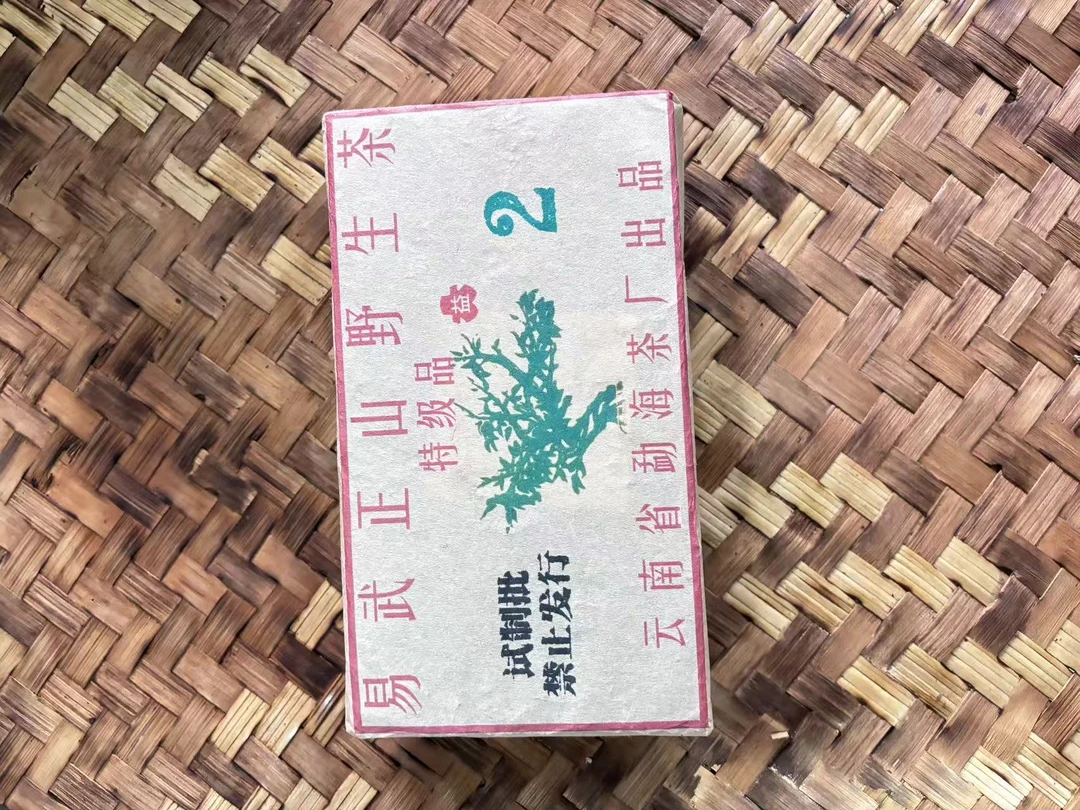 易武正山野生茶
特级品
益
2
试制批
禁止发行
云南省勐海茶厂出品